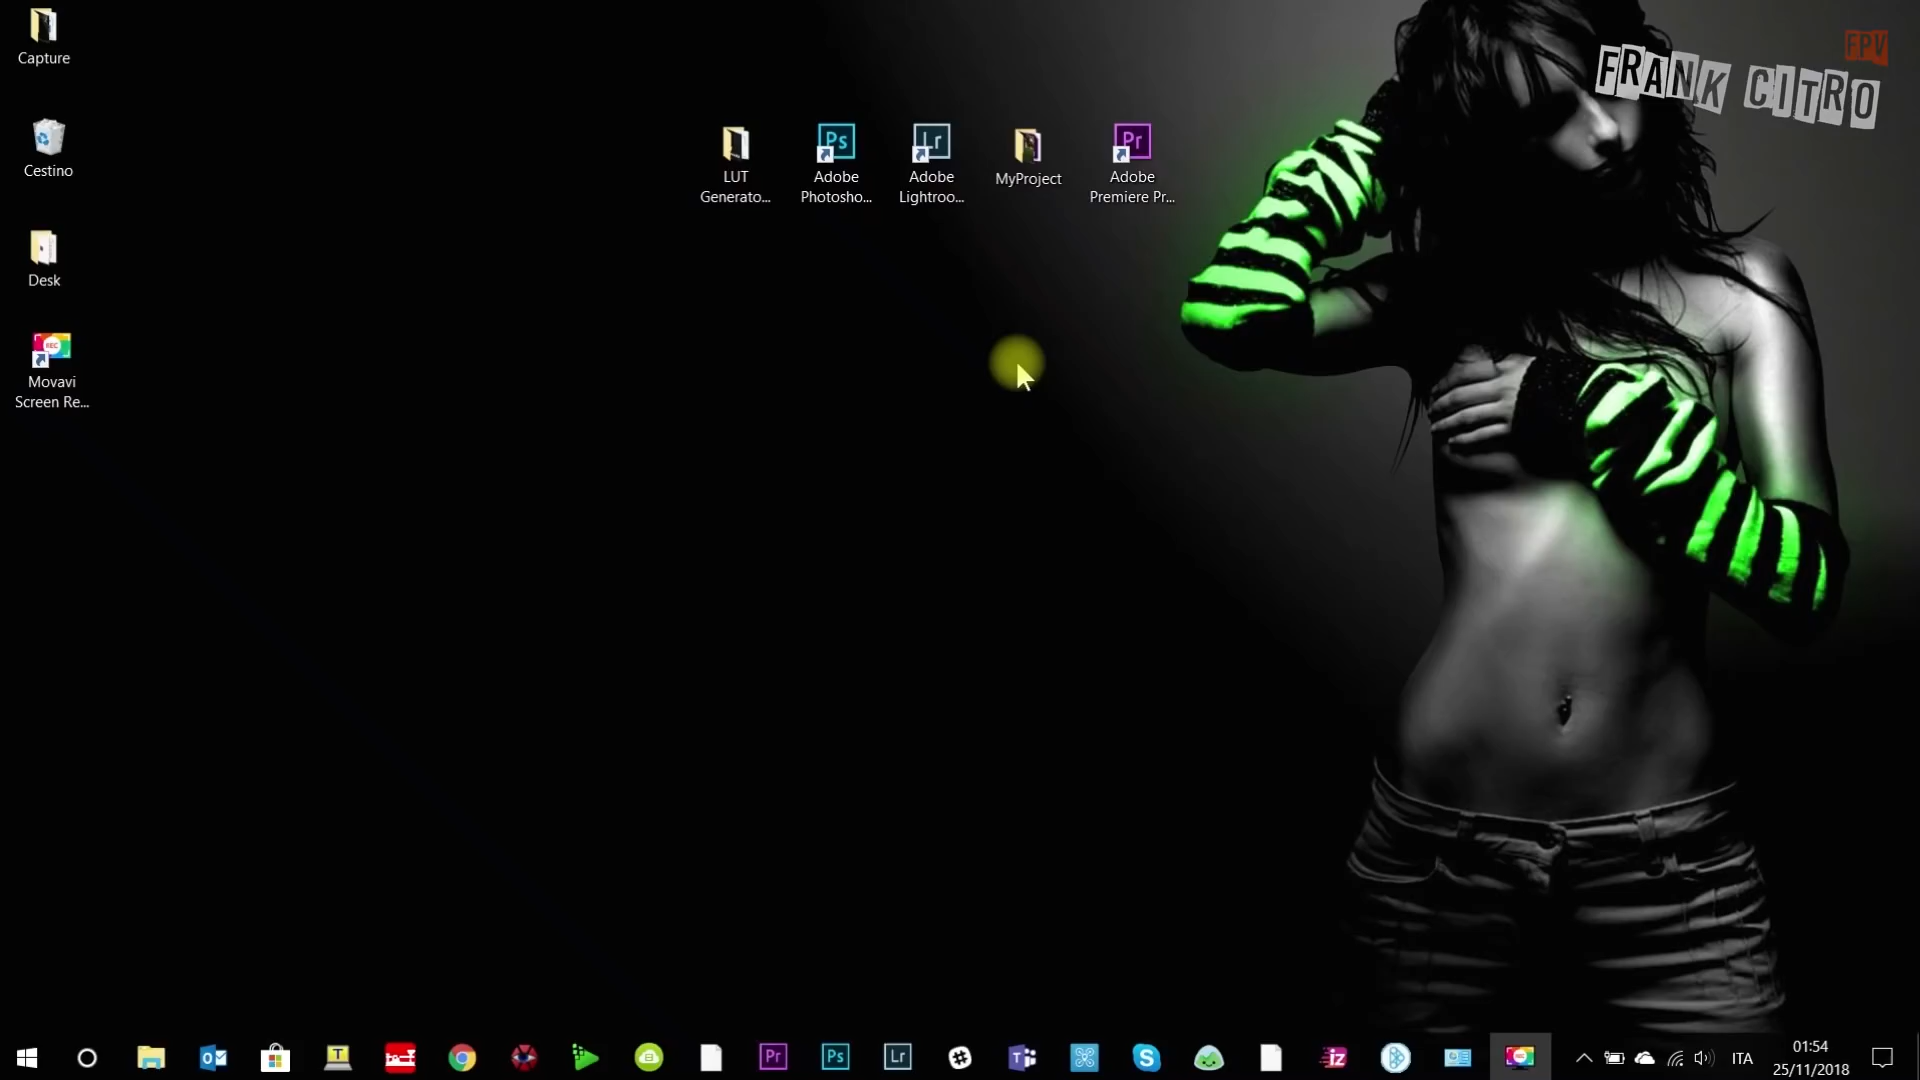 Capture
FPV
FRANK CITRO
Cestino
LUT
Generato...
Adobe
Photosho...
Adobe
Lightroo...
MyProject
Adobe
Premiere Pr...
Desk
Movavi
Screen Re...
ITA
01:54
25/11/2018